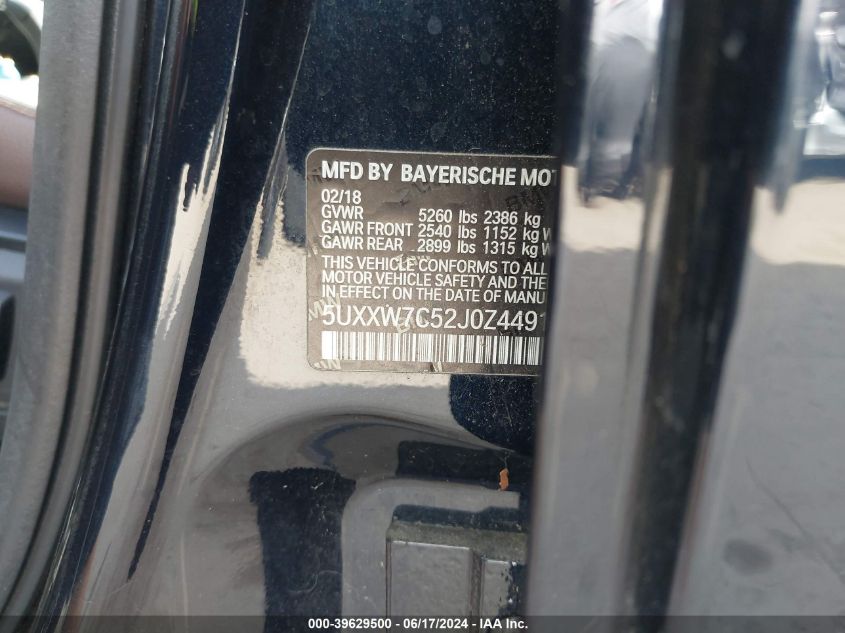 MFD BY BAYERISCHE MOT
02/18
GVWR 5260 lbs 2386 kg
GAWR FRONT 2540 lbs 1152 kg W
GAWR REAR 2899 lbs 1315 kg W
THIS VEHICLE CONFORMS TO ALL
MOTOR VEHICLE SAFETY AND THE
IN EFFECT ON THE DATE OF MANU
5UXXW7C52J0Z449
000-39629500 - 06/17/2024 - IAA Inc.